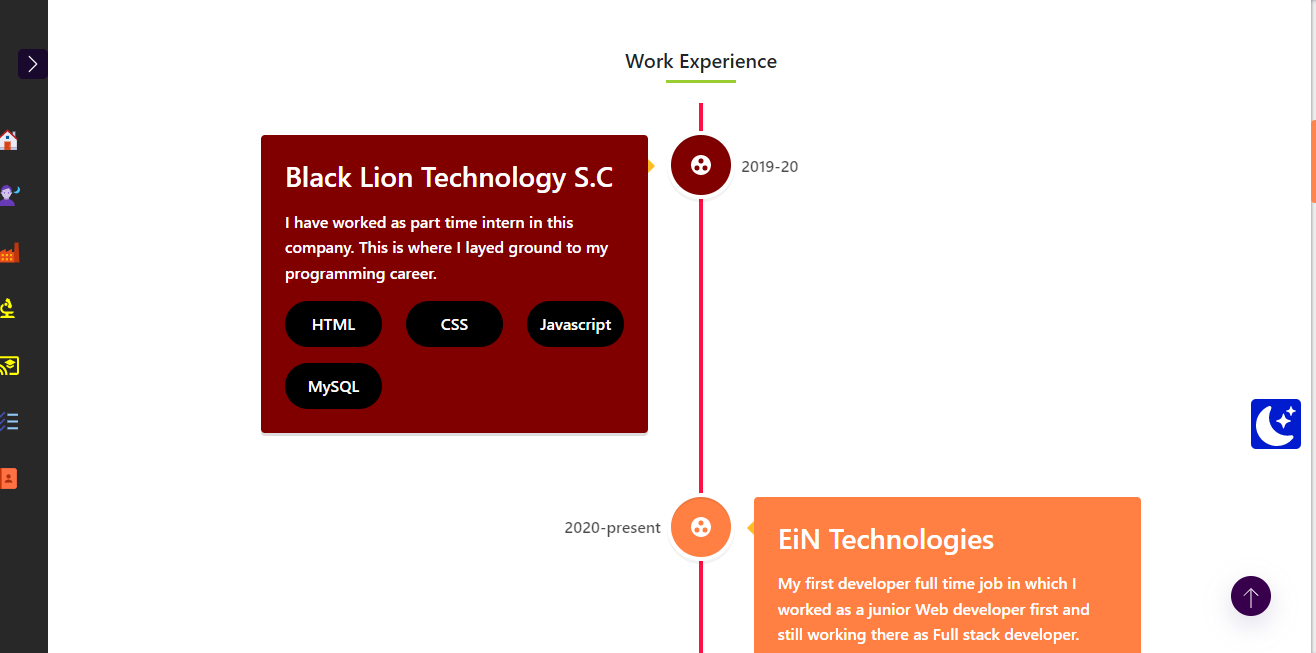 Work Experience
2019-20
Black Lion Technology S.C
I have worked as part time intern in this
company. This is where I layed ground to my
programming career.
HTML
CSS
Javascript
MySQL
2020-present
EiN Technologies
My first developer full time job in which I
worked as a junior Web developer first and
still working there as Full stack developer.